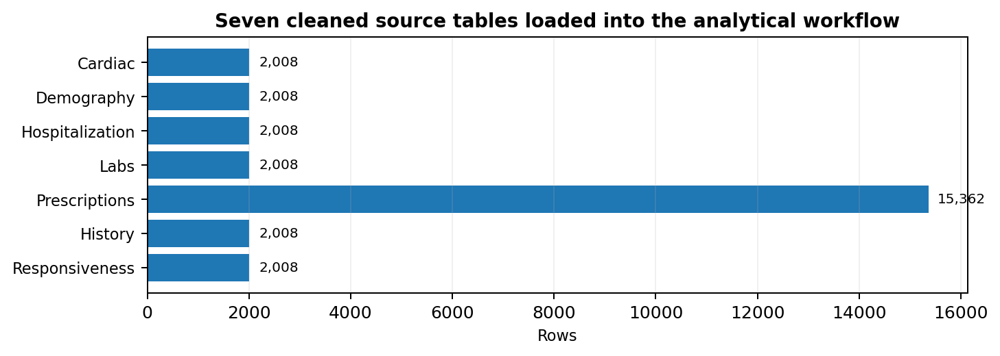 Seven cleaned source tables loaded into the analytical workflow
Cardiac 2,008
Demography 2,008
Hospitalization 2,008
Labs 2,008
Prescriptions 15,362
History 2,008
Responsiveness 2,008
0 2000 4000 6000 8000 10000 12000 14000 16000
Rows